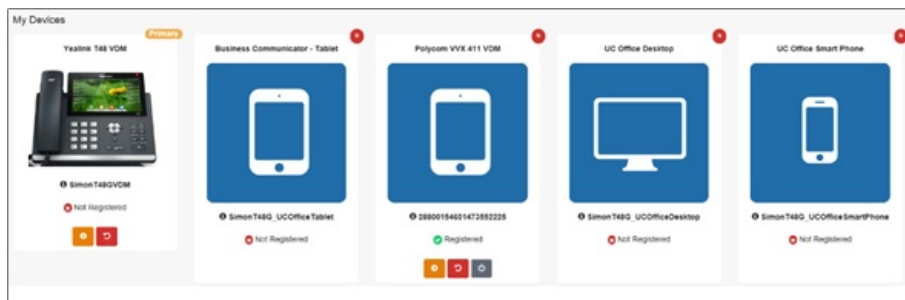 My Devices
Primary
Yealink T48 VDM
SimonT48GVDM
Not Registered
Business Communicator - Tablet
SimonT48G_UCOfficeTablet
Not Registered
Polycom VVX 411 VDM
28800154601473552225
Registered
UC Office Desktop
SimonT48G_UCOfficeDesktop
Not Registered
UC Office Smart Phone
SimonT48G_UCOfficeSmartPhone
Not Registered